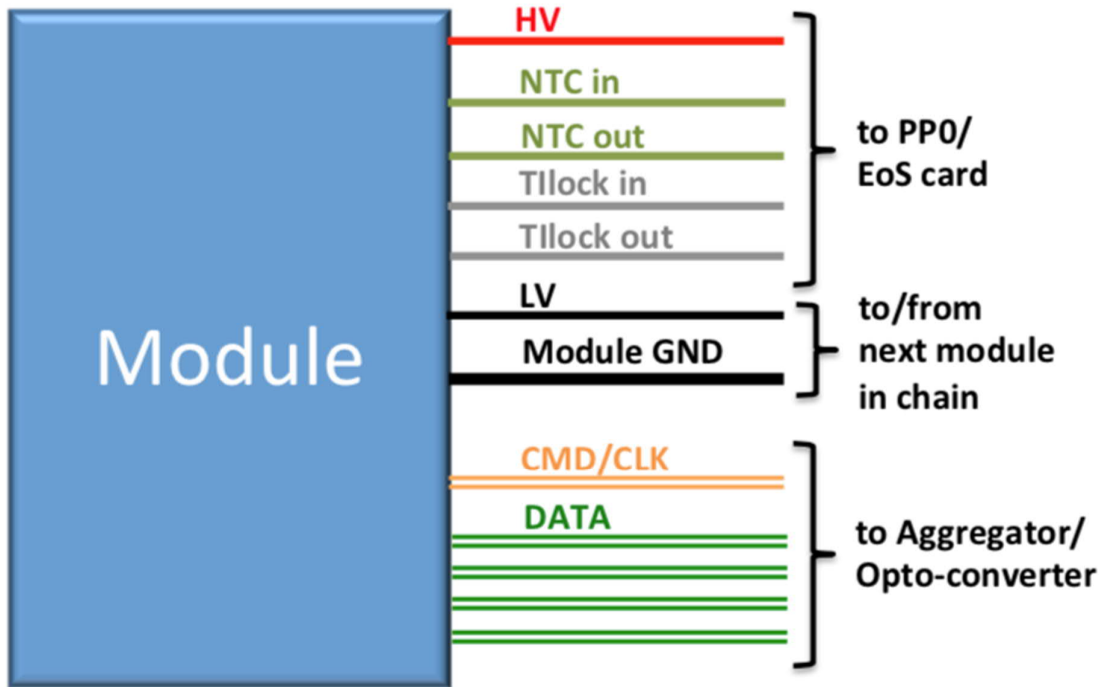 Module
HV
NTC in
NTC out
TIlock in
TIlock out
LV
Module GND
CMD/CLK
DATA
to PP0/
EoS card
to/from
next module
in chain
to Aggregator/
Opto-converter